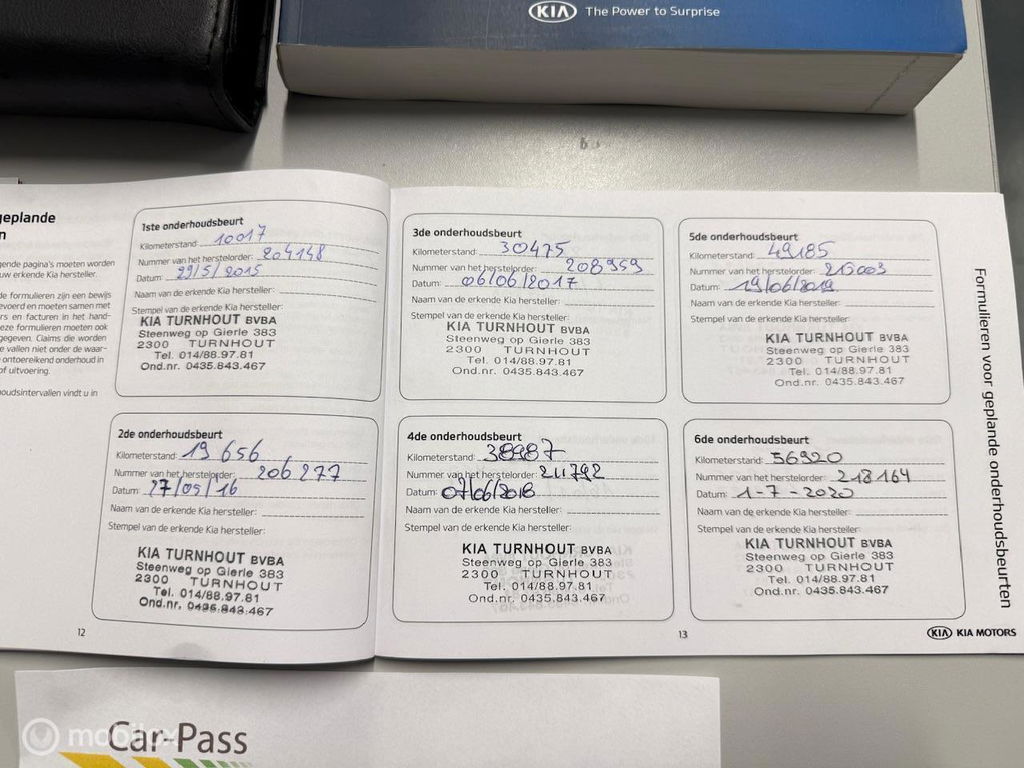 KIA The Power to Surprise
geplande
n
gende pagina's moeten worden
uw erkende Kia hersteller.
de formulieren zijn een bewijs
evoerd en moeten samen met
rs en facturen in het hand-
eze formulieren moeten ook
gegeven. Claims die worden
e vallen niet onder de waar-
ontoereikend onderhoud
of uitvoering.
oudsintervallen vindt u in
1ste onderhoudsbeurt
Kilometerstand: 10017
Nummer van het herstelorder: 204148
Datum: 29/5/2015
Naam van de erkende Kia hersteller:
Stempel van de erkende Kia hersteller:
KIA TURNHOUT BVBA
Steenweg op Gierle 383
2300 TURNHOUT
Tel. 014/88.97.81
Ond.nr. 0435.843.467
2de onderhoudsbeurt
Kilometerstand: 19 656
Nummer van het herstelorder: 206277
Datum: 27/05/16
Naam van de erkende Kia hersteller:
Stempel van de erkende Kia hersteller:
KIA TURNHOUT BVBA
Steenweg op Gierle 383
2300 TURNHOUT
Tel. 014/88.97.81
Ond.nr. 0435.843.467
12
3de onderhoudsbeurt
Kilometerstand: 30475
Nummer van het herstelorder: 208959
Datum: 06/06/2017
Naam van de erkende Kia hersteller:
Stempel van de erkende Kia hersteller:
KIA TURNHOUT BVBA
Steenweg op Gierle 383
2300 TURNHOUT
Tel. 014/88.97.81
Ond.nr. 0435.843.467
4de onderhoudsbeurt
Kilometerstand: 38987
Nummer van het herstelorder: 211792
Datum: 07/06/2018
Naam van de erkende Kia hersteller:
Stempel van de erkende Kia hersteller:
KIA TURNHOUT BVBA
Steenweg op Gierle 383
2300 TURNHOUT
Tel. 014/88.97.81
Ond.nr. 0435.843.467
5de onderhoudsbeurt
Kilometerstand: 49185
Nummer van het herstelorder: 215003
Datum: 19/06/2019
Naam van de erkende Kia hersteller:
Stempel van de erkende Kia hersteller:
KIA TURNHOUT BVBA
Steenweg op Gierle 383
2300 TURNHOUT
Tel. 014/88.97.81
Ond.nr. 0435.843.467
6de onderhoudsbeurt
Kilometerstand: 56920
Nummer van het herstelorder: 218164
Datum: 1-7-2020
Naam van de erkende Kia hersteller:
Stempel van de erkende Kia hersteller:
KIA TURNHOUT BVBA
Steenweg op Gierle 383
2300 TURNHOUT
Tel. 014/88.97.81
Ond.nr. 0435.843.467
13
Formulieren voor geplande onderhoudsbeurten
KIA KIA MOTORS
Car-Pass